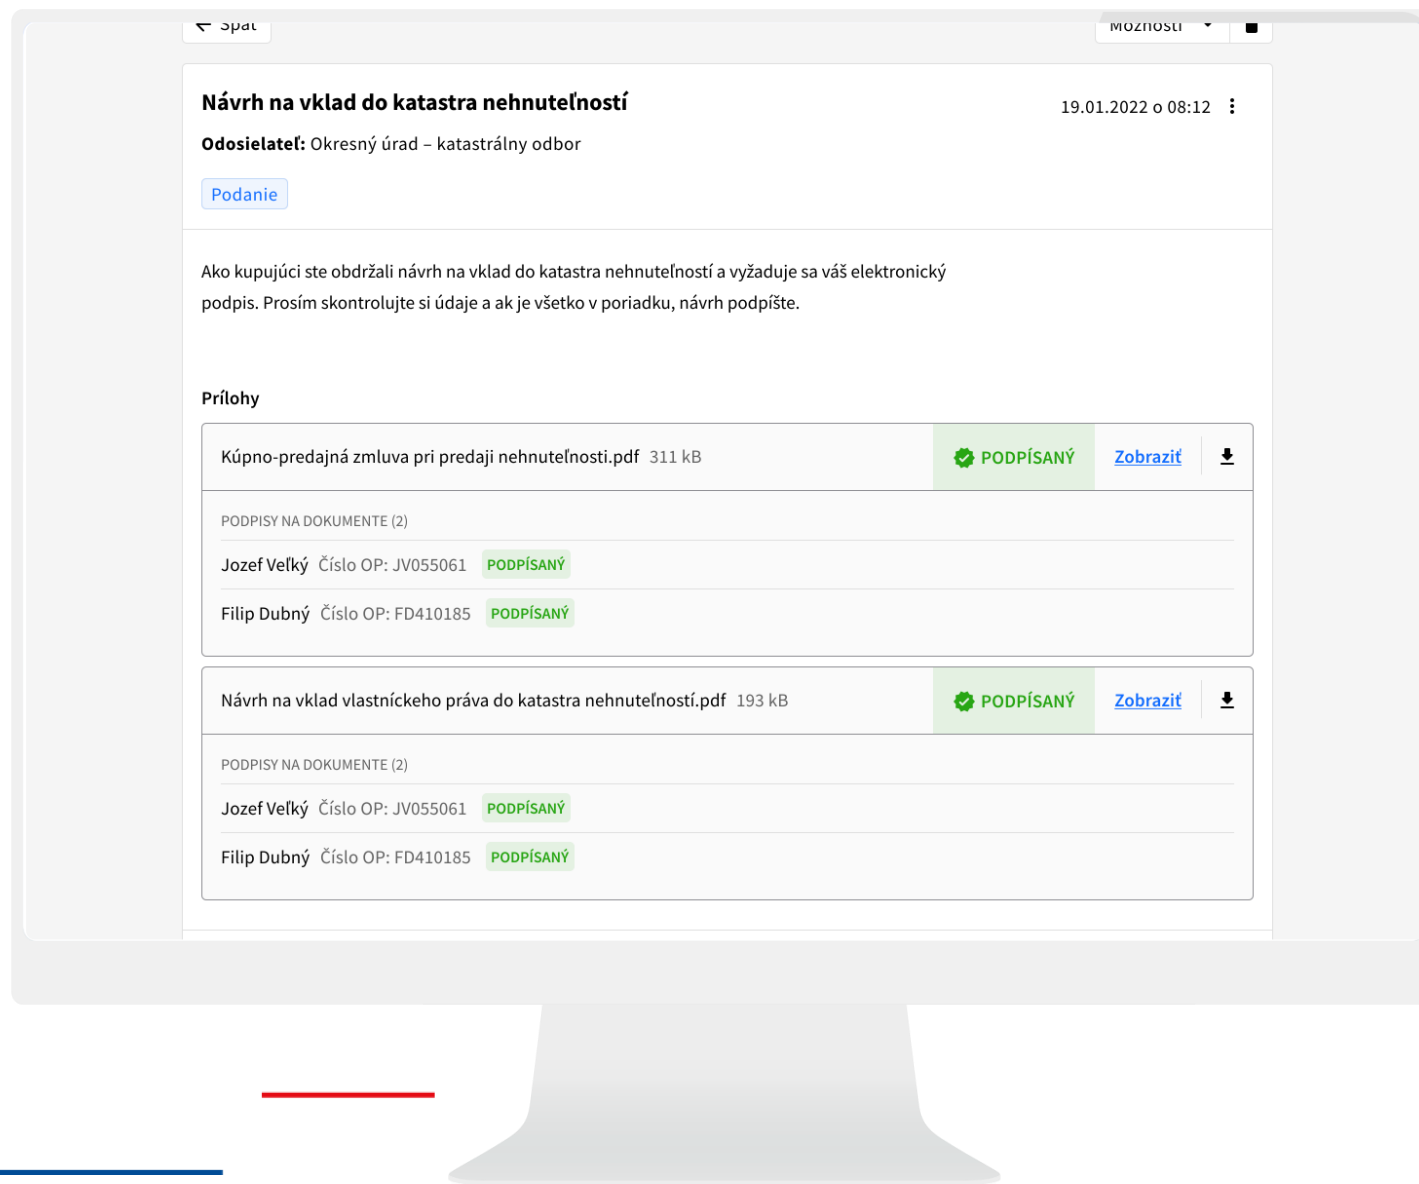 ← Späť
Možnosti
Návrh na vklad do katastra nehnuteľností
19.01.2022 o 08:12
Odosielateľ: Okresný úrad – katastrálny odbor
Podanie
Ako kupujúci ste obdržali návrh na vklad do katastra nehnuteľností a vyžaduje sa váš elektronický
podpis. Prosím skontrolujte si údaje a ak je všetko v poriadku, návrh podpíšte.
Prílohy
Kúpno-predajná zmluva pri predaji nehnuteľnosti.pdf 311 kB
PODPÍSANÝ
Zobraziť
PODPISY NA DOKUMENTE (2)
Jozef Veľký Číslo OP: JV055061 PODPÍSANÝ
Filip Dubný Číslo OP: FD410185 PODPÍSANÝ
Návrh na vklad vlastníckeho práva do katastra nehnuteľností.pdf 193 kB
PODPÍSANÝ
Zobraziť
PODPISY NA DOKUMENTE (2)
Jozef Veľký Číslo OP: JV055061 PODPÍSANÝ
Filip Dubný Číslo OP: FD410185 PODPÍSANÝ